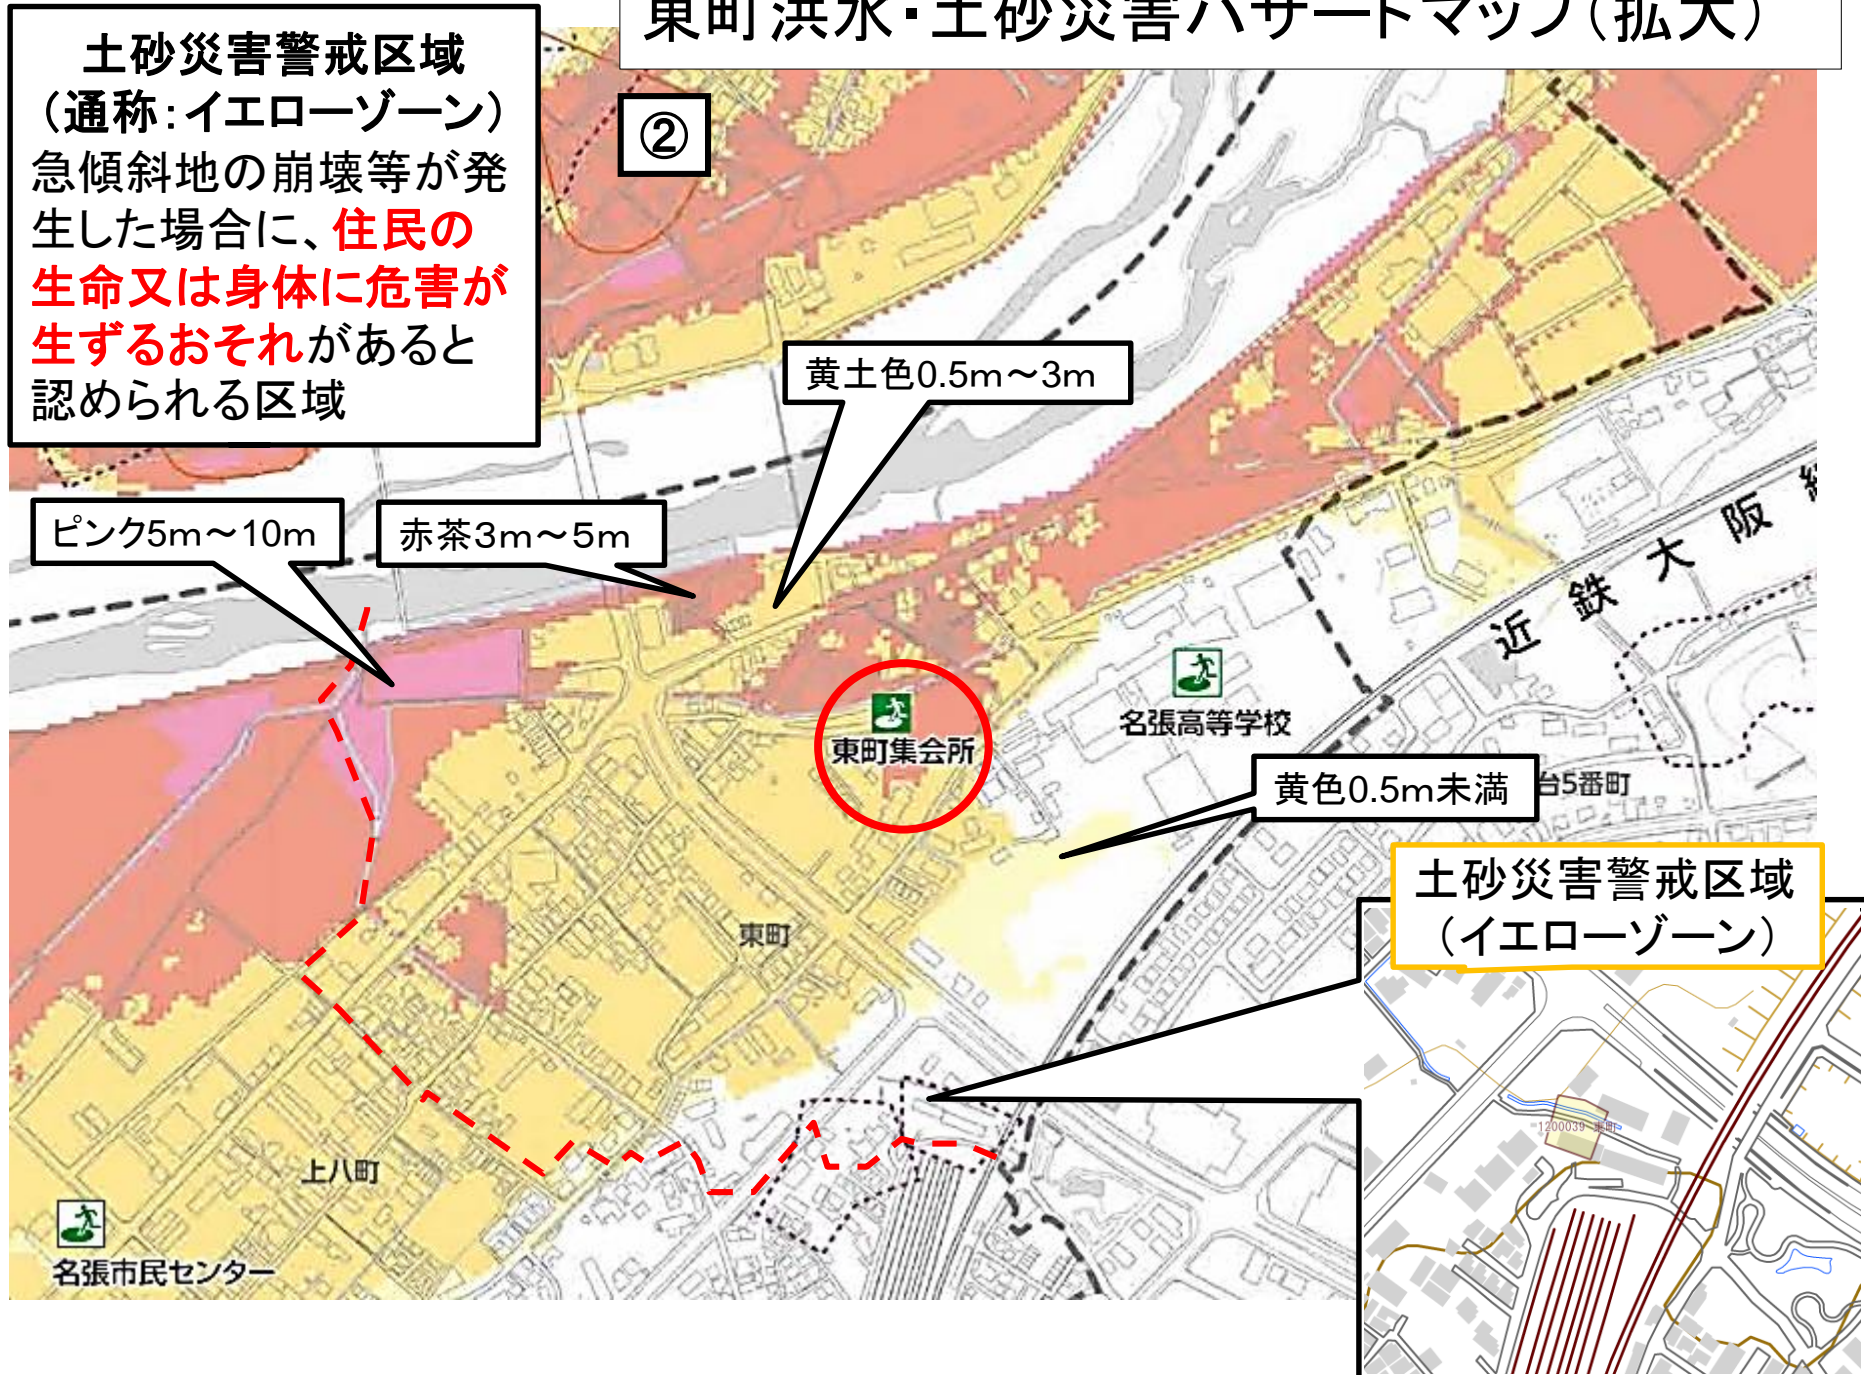 東町洪水・土砂災害ハザードマップ（拡大）
土砂災害警戒区域
（通称：イエローゾーン）
急傾斜地の崩壊等が発
生した場合に、住民の
生命又は身体に危害が
生ずるおそれがあると
認められる区域
②
黄土色0.5m～3m
ピンク5m～10m
赤茶3m～5m
近鉄大阪線
名張高等学校
東町集会所
黄色0.5m未満
台5番町
土砂災害警戒区域
（イエローゾーン）
東町
1200039 東町
上八町
名張市民センター